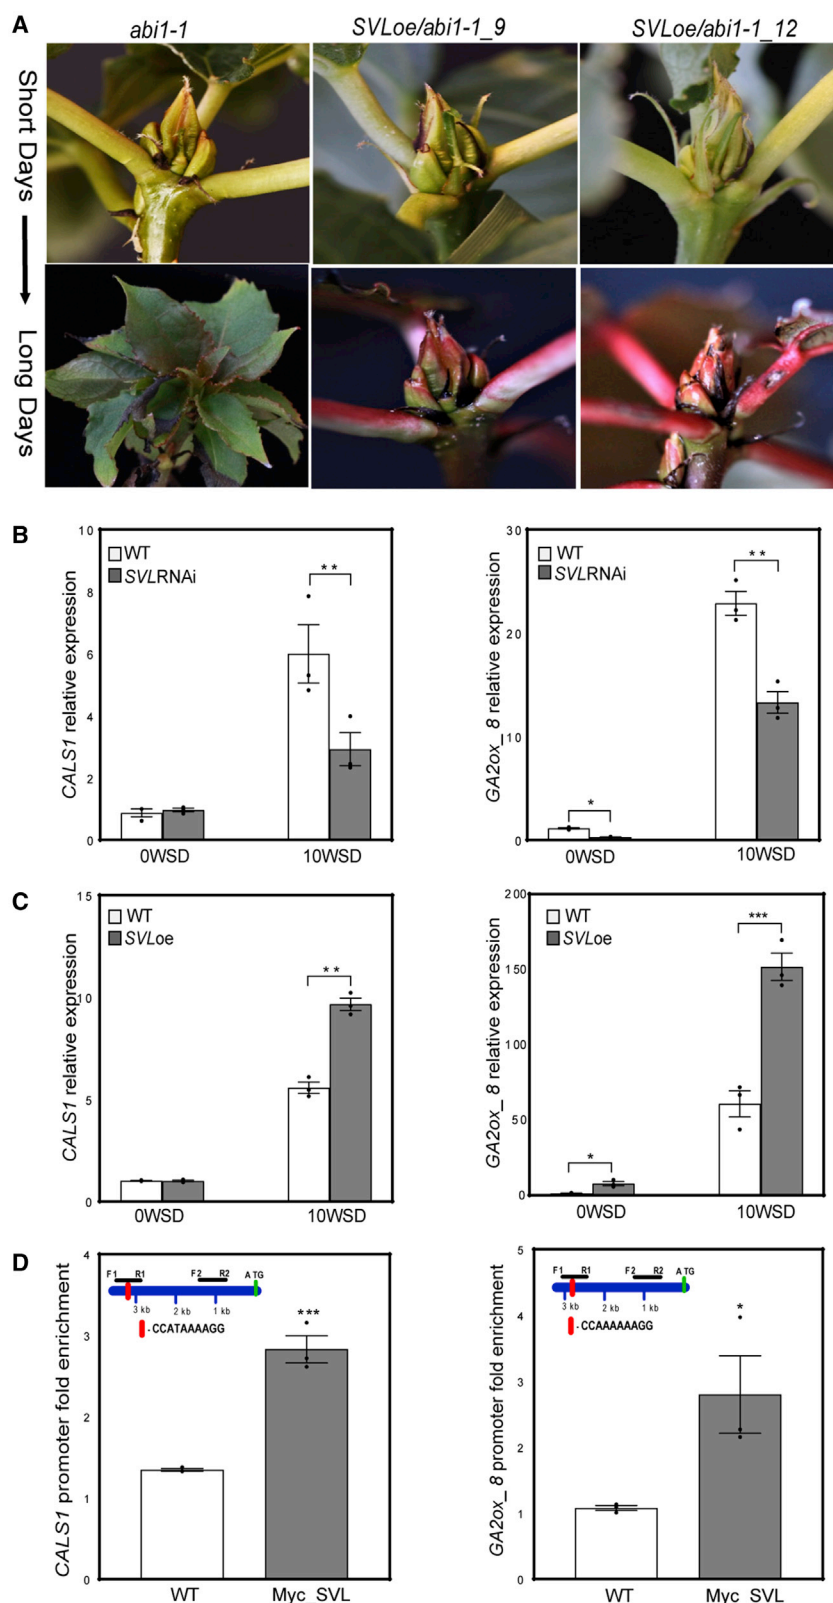 A
abi1-1
SVLoe/abi1-1_9
SVLoe/abi1-1_12
Short Days
Long Days
B
CALS1 relative expression
10
8
6
4
2
0
WT
SVLRNAi
**
0WSD
10WSD
GA2ox_8 relative expression
30
20
10
0
WT
SVLRNAi
*
**
0WSD
10WSD
C
CALS1 relative expression
15
10
5
0
WT
SVLoe
**
0WSD
10WSD
GA2ox_8 relative expression
200
150
100
50
0
WT
SVLoe
*
***
0WSD
10WSD
D
CALS1 promoter fold enrichment
4
3
2
1
0
F1 R1 F2 R2 ATG
3 kb 2 kb 1 kb
-CCATAAAAGG
***
WT
Myc_SVL
GA2ox_8 promoter fold enrichment
5
4
3
2
1
0
F1 R1 F2 R2 ATG
3 kb 2 kb 1 kb
-CCAAAAAAGG
*
WT
Myc_SVL